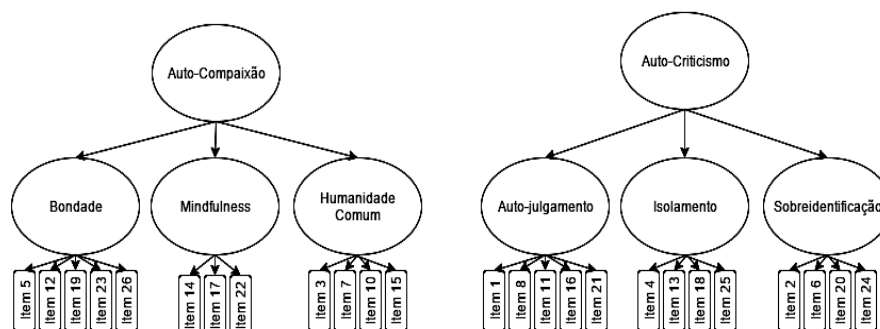 Auto-Compaixão
Auto-Criticismo
Bondade
Mindfulness
Humanidade
Comum
Auto-julgamento
Isolamento
Sobreidentificação
Item 5
Item 12
Item 19
Item 23
Item 26
Item 14
Item 17
Item 22
Item 3
Item 7
Item 10
Item 15
Item 1
Item 8
Item 11
Item 16
Item 21
Item 4
Item 13
Item 18
Item 25
Item 2
Item 6
Item 20
Item 24